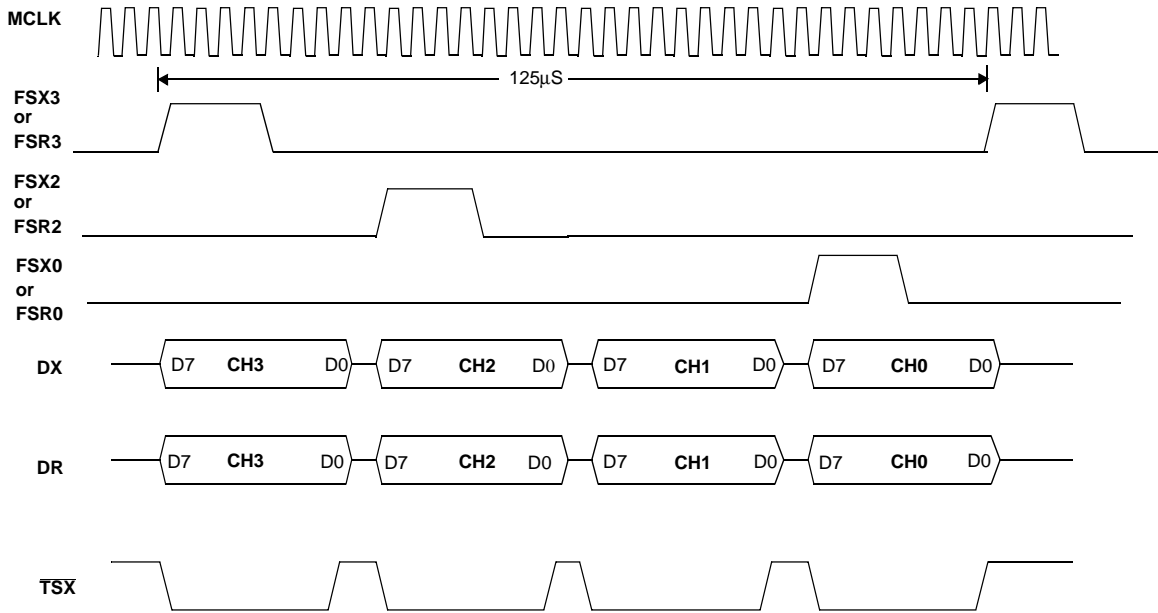 MCLK
125μS
FSX3
or
FSR3
FSX2
or
FSR2
FSX0
or
FSR0
DX
D7 CH3 D0 D7 CH2 D0 D7 CH1 D0 D7 CH0 D0
DR
D7 CH3 D0 D7 CH2 D0 D7 CH1 D0 D7 CH0 D0
TSX